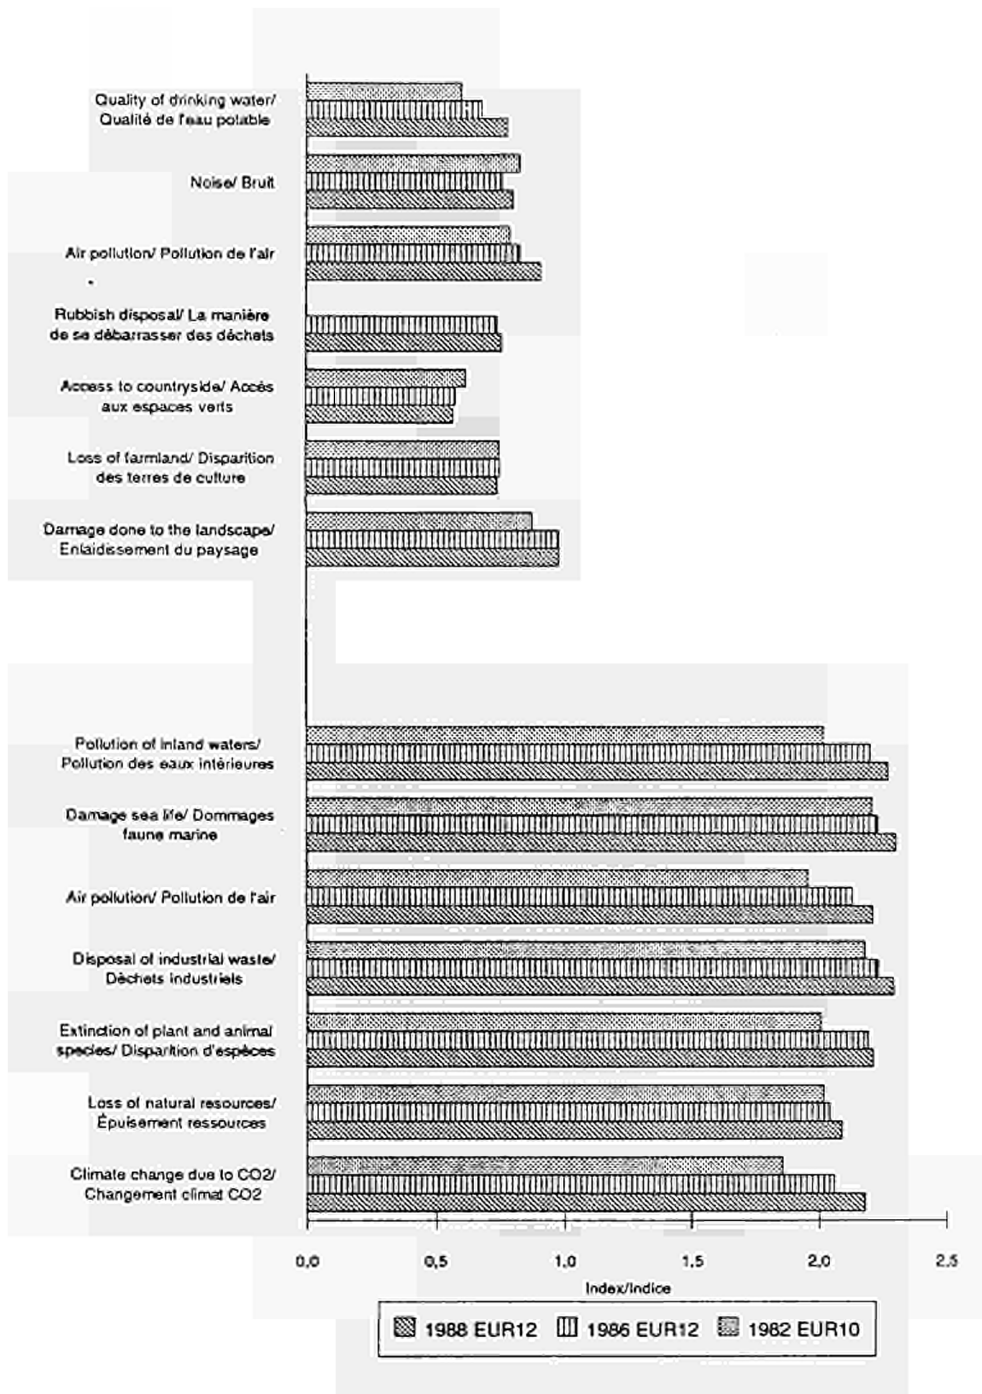 Quality of drinking water/
Qualité de l'eau potable
Noise/ Bruit
Air pollution/ Pollution de l'air
Rubbish disposal/ La manière
de se débarrasser des déchets
Access to countryside/ Accès
aux espaces verts
Loss of farmland/ Disparition
des terres de culture
Damage done to the landscape/
Enlaidissement du paysage
Pollution of inland waters/
Pollution des eaux intérieures
Damage sea life/ Dommages
faune marine
Air pollution/ Pollution de l'air
Disposal of industrial waste/
Déchets industriels
Extinction of plant and animal
species/ Disparition d'espèces
Loss of natural resources/
Épuisement ressources
Climate change due to CO2/
Changement climat CO2
0,0 0,5 1,0 1,5 2,0 2,5
Index/Indice
1988 EUR12 1986 EUR12 1982 EUR10